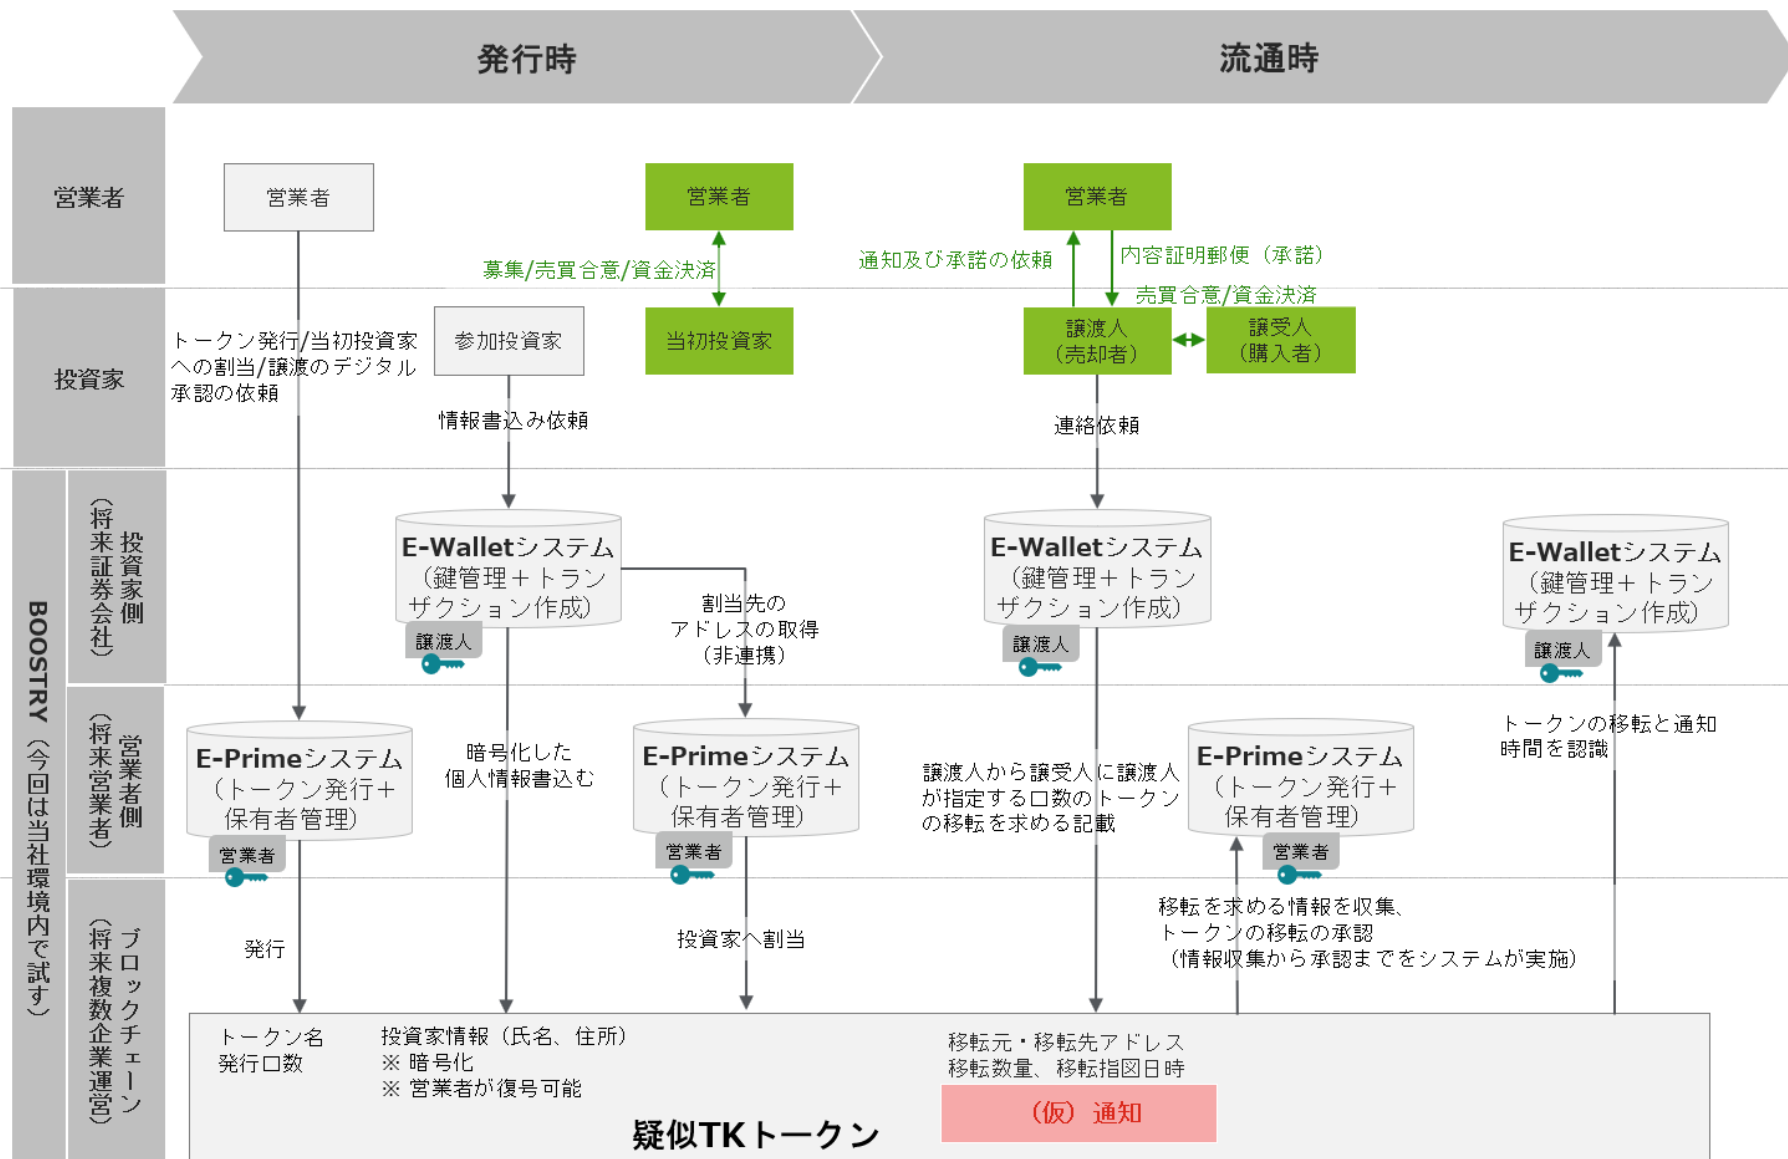 発行時
流通時
営業者
営業者
営業者
営業者
募集/売買合意/資金決済
通知及び承諾の依頼
内容証明郵便（承諾）
売買合意/資金決済
投資家
トークン発行/当初投資家
への割当/譲渡のデジタル
承認の依頼
参加投資家
当初投資家
譲渡人
（売却者）
譲受人
（購入者）
情報書込み依頼
連絡依頼
BOOSTRY（今回は当社環境内で試す）
投資家側
（将来証券会社）
E-Walletシステム
（鍵管理＋トラン
ザクション作成）
譲渡人
割当先の
アドレスの取得
（非連携）
E-Walletシステム
（鍵管理＋トラン
ザクション作成）
譲渡人
E-Walletシステム
（鍵管理＋トラン
ザクション作成）
譲渡人
営業者側
（将来営業者）
E-Primeシステム
（トークン発行＋
保有者管理）
営業者
暗号化した
個人情報書込む
E-Primeシステム
（トークン発行＋
保有者管理）
営業者
譲渡人から譲受人に譲渡人
が指定する口数のトークン
の移転を求める記載
E-Primeシステム
（トークン発行＋
保有者管理）
営業者
トークンの移転と通知
時間を認識
ブロックチェーン
（将来複数企業運営）
発行
投資家へ割当
移転を求める情報を収集、
トークンの移転の承認
（情報収集から承認までをシステムが実施）
トークン名
発行口数
投資家情報（氏名、住所）
※ 暗号化
※ 営業者が復号可能
移転元・移転先アドレス
移転数量、移転指図日時
（仮）通知
疑似TKトークン